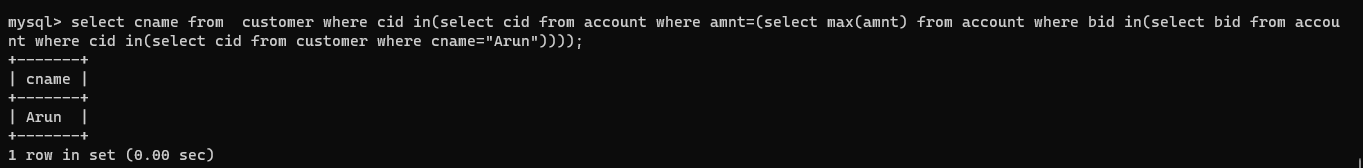 mysql> select cname from  customer where cid in(select cid from account where amnt=(select max(amnt) from account where bid in(select bid from accou
nt where cid in(select cid from customer where cname="Arun"))));
+-------+
| cname |
+-------+
| Arun  |
+-------+
1 row in set (0.00 sec)